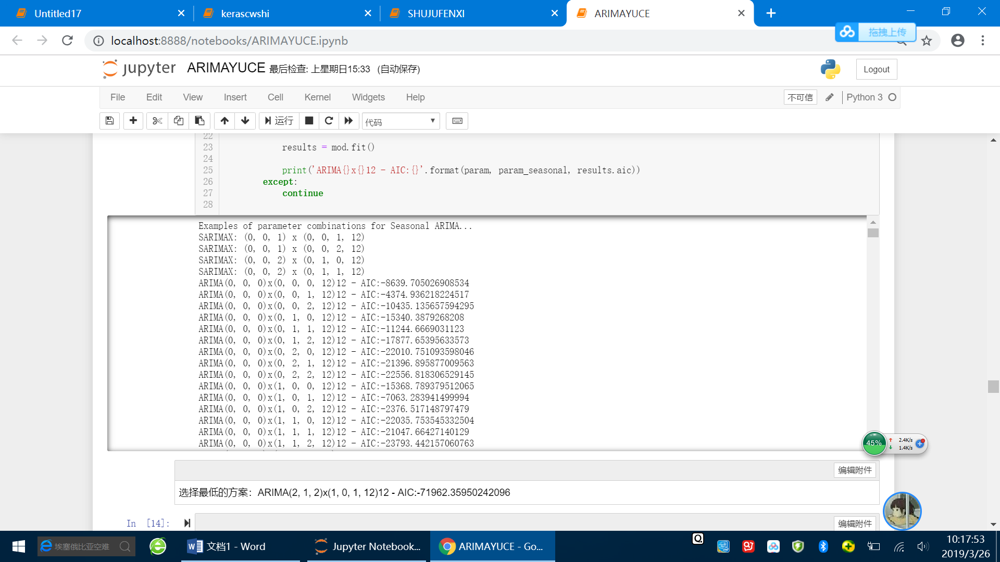 Untitled17
kerascwshi
SHUJUFENXI
ARIMAYUCE
拖拽上传
localhost:8888/notebooks/ARIMAYUCE.ipynb
jupyter ARIMAYUCE 最后检查: 上星期日15:33 (自动保存)
Logout
File Edit View Insert Cell Kernel Widgets Help
不可信
Python 3
运行
代码
22
23 results = mod.fit()
24
25 print('ARIMA{}x{}12 - AIC:{}'.format(param, param_seasonal, results.aic))
26 except:
27 continue
28
Examples of parameter combinations for Seasonal ARIMA...
SARIMAX: (0, 0, 1) x (0, 0, 1, 12)
SARIMAX: (0, 0, 1) x (0, 0, 2, 12)
SARIMAX: (0, 0, 2) x (0, 1, 0, 12)
SARIMAX: (0, 0, 2) x (0, 1, 1, 12)
ARIMA(0, 0, 0)x(0, 0, 0, 12)12 - AIC:-8639.705026908534
ARIMA(0, 0, 0)x(0, 0, 1, 12)12 - AIC:-4374.936218224517
ARIMA(0, 0, 0)x(0, 0, 2, 12)12 - AIC:-10435.135657594295
ARIMA(0, 0, 0)x(0, 1, 0, 12)12 - AIC:-15340.3879268208
ARIMA(0, 0, 0)x(0, 1, 1, 12)12 - AIC:-11244.6669031123
ARIMA(0, 0, 0)x(0, 1, 2, 12)12 - AIC:-17877.65395633573
ARIMA(0, 0, 0)x(0, 2, 0, 12)12 - AIC:-22010.751093598046
ARIMA(0, 0, 0)x(0, 2, 1, 12)12 - AIC:-21396.895877009563
ARIMA(0, 0, 0)x(0, 2, 2, 12)12 - AIC:-22556.818306529145
ARIMA(0, 0, 0)x(1, 0, 0, 12)12 - AIC:-15368.789379512065
ARIMA(0, 0, 0)x(1, 0, 1, 12)12 - AIC:-7063.283941499994
ARIMA(0, 0, 0)x(1, 0, 2, 12)12 - AIC:-2376.517148797479
ARIMA(0, 0, 0)x(1, 1, 0, 12)12 - AIC:-22035.753545332504
ARIMA(0, 0, 0)x(1, 1, 1, 12)12 - AIC:-21047.66427140129
ARIMA(0, 0, 0)x(1, 1, 2, 12)12 - AIC:-23793.442157060763
45%
2.4K/s
1.4K/s
编辑附件
选择最低的方案：ARIMA(2, 1, 2)x(1, 0, 1, 12)12 - AIC:-71962.35950242096
In [14]:
编辑附件
埃塞俄比亚空难
文档1 - Word
Jupyter Notebook...
ARIMAYUCE - Go...
10:17:53
2019/3/26